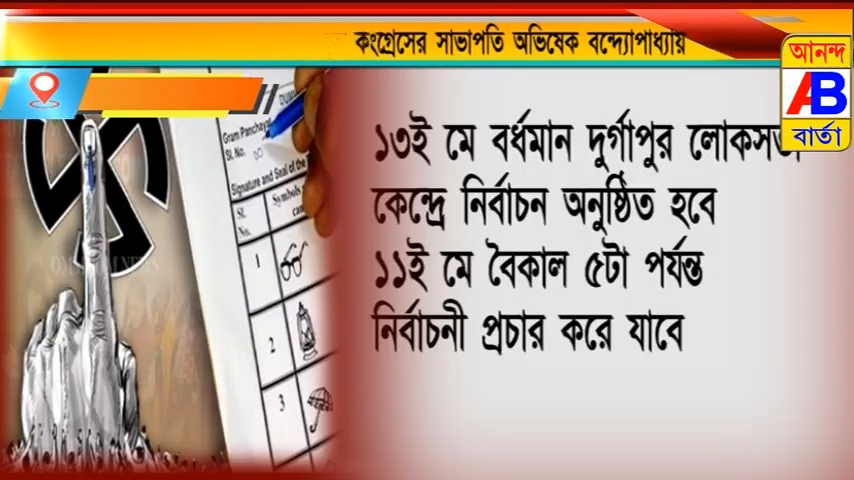 কংগ্রেসের সাভাপতি অভিষেক বন্দ্যোপাধ্যায়
আনন্দ
AB
বার্তা
১৩ই মে বর্ধমান দুর্গাপুর লোকসভা
কেন্দ্রে নির্বাচন অনুষ্ঠিত হবে
১১ই মে বৈকাল ৫টা পর্যন্ত
নির্বাচনী প্রচার করে যাবে
Gram Panchayat
Sl. No.
Signature and Seal of the
Sl. No.
Symbols
1
2
3